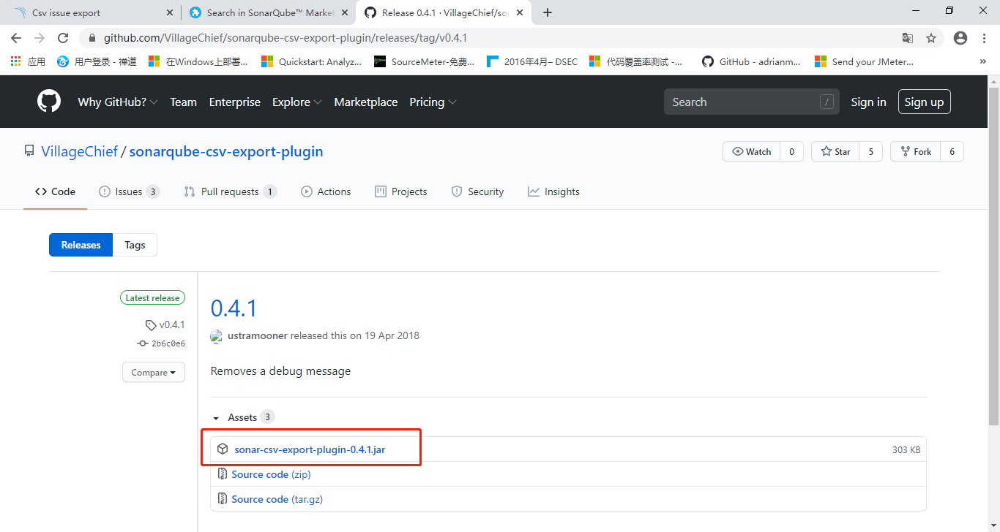 Csv issue export
Search in SonarQube™ Market
Release 0.4.1 · VillageChief/son
github.com/VillageChief/sonarqube-csv-export-plugin/releases/tag/v0.4.1
应用
用户登录 - 禅道
在Windows上部署...
Quickstart: Analyz...
SourceMeter-免费...
2016年4月– DSEC
代码覆盖率测试 -...
GitHub - adrianm...
Send your JMeter...
»
Why GitHub?
Team
Enterprise
Explore
Marketplace
Pricing
Search
/
Sign in
Sign up
VillageChief / sonarqube-csv-export-plugin
Watch 0
Star 5
Fork 6
Code
Issues 3
Pull requests 1
Actions
Projects
Security
Insights
Releases
Tags
Latest release
v0.4.1
2b6c0e6
Compare
0.4.1
ustramooner released this on 19 Apr 2018
Removes a debug message
Assets 3
sonar-csv-export-plugin-0.4.1.jar
303 KB
Source code (zip)
Source code (tar.gz)